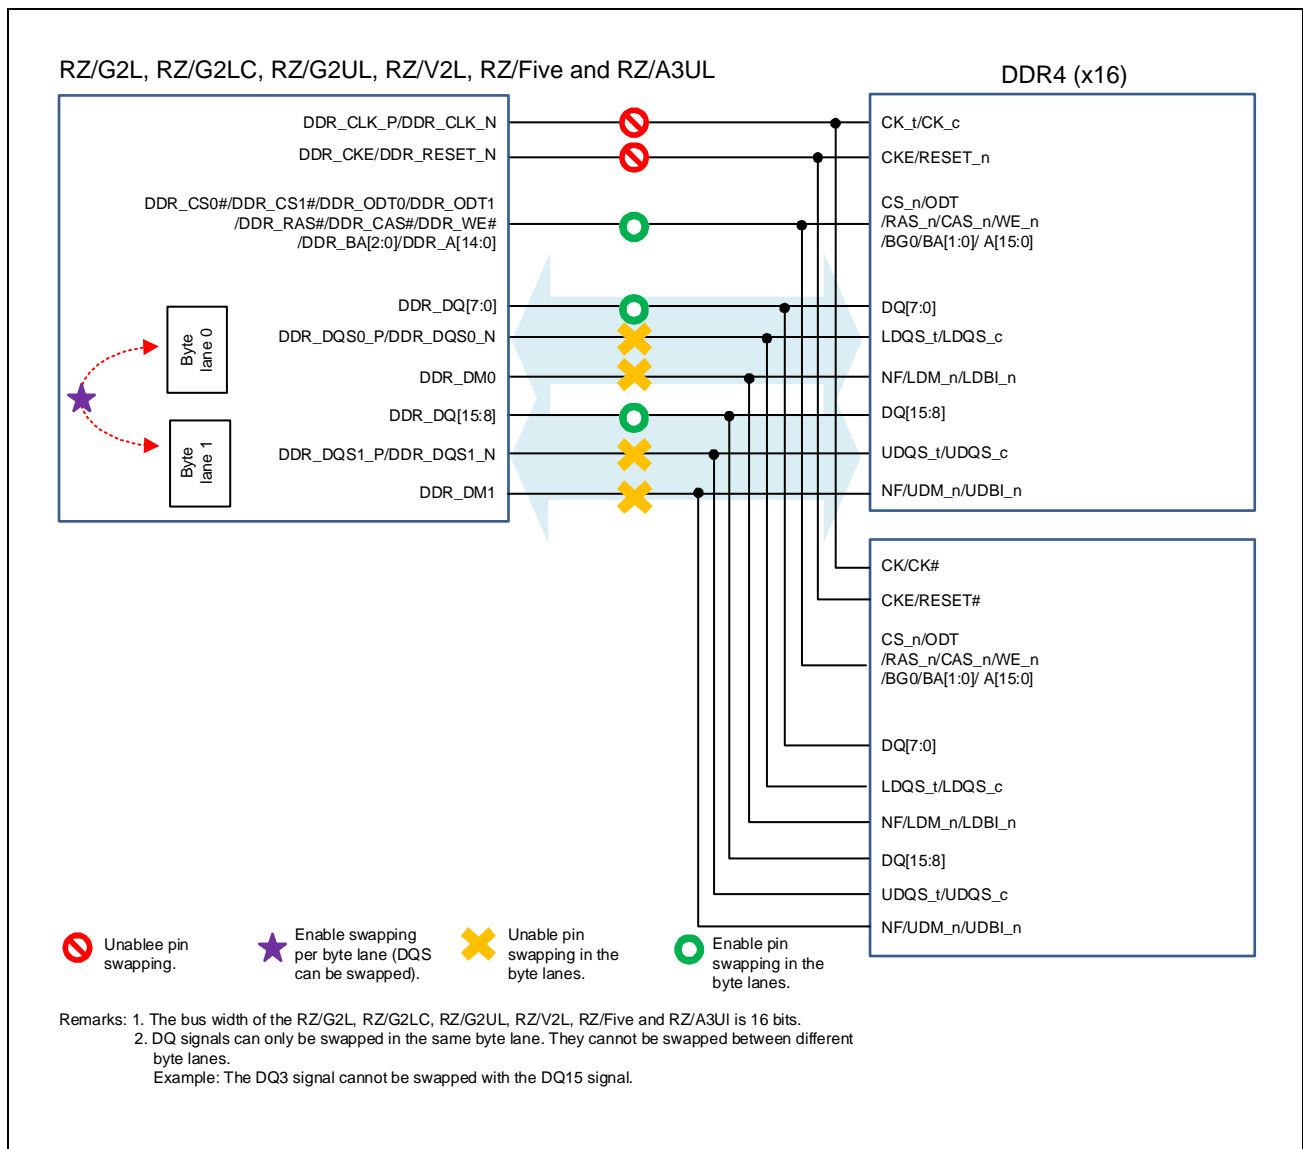 RZ/G2L, RZ/G2LC, RZ/G2UL, RZ/V2L, RZ/Five and RZ/A3UL
DDR4 (x16)
DDR_CLK_P/DDR_CLK_N
CK_t/CK_c
DDR_CKE/DDR_RESET_N
CKE/RESET_n
DDR_CS0#/DDR_CS1#/DDR_ODT0/DDR_ODT1
/DDR_RAS#/DDR_CAS#/DDR_WE#
/DDR_BA[2:0]/DDR_A[14:0]
CS_n/ODT
/RAS_n/CAS_n/WE_n
/BG0/BA[1:0]/ A[15:0]
DDR_DQ[7:0]
DQ[7:0]
DDR_DQS0_P/DDR_DQS0_N
LDQS_t/LDQS_c
DDR_DM0
NF/LDM_n/LDBI_n
DDR_DQ[15:8]
DQ[15:8]
DDR_DQS1_P/DDR_DQS1_N
UDQS_t/UDQS_c
DDR_DM1
NF/UDM_n/UDBI_n
Byte
lane 0
Byte
lane 1
CK/CK#
CKE/RESET#
CS_n/ODT
/RAS_n/CAS_n/WE_n
/BG0/BA[1:0]/ A[15:0]
DQ[7:0]
LDQS_t/LDQS_c
NF/LDM_n/LDBI_n
DQ[15:8]
UDQS_t/UDQS_c
NF/UDM_n/UDBI_n
Unablee pin
swapping.
Enable swapping
per byte lane (DQS
can be swapped).
Unable pin
swapping in the
byte lanes.
Enable pin
swapping in the
byte lanes.
Remarks: 1. The bus width of the RZ/G2L, RZ/G2LC, RZ/G2UL, RZ/V2L, RZ/Five and RZ/A3Ul is 16 bits.
2. DQ signals can only be swapped in the same byte lane. They cannot be swapped between different
byte lanes.
Example: The DQ3 signal cannot be swapped with the DQ15 signal.